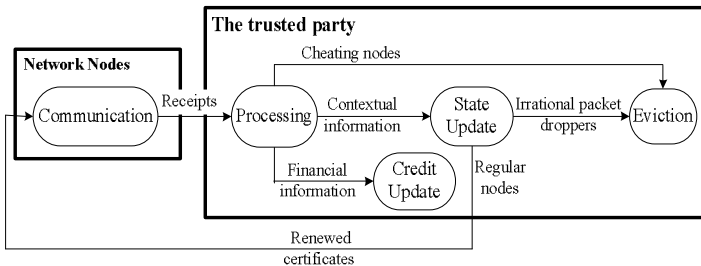 The trusted party
Network Nodes
Cheating nodes
Communication
Receipts
Processing
Contextual
information
State
Update
Irrational packet
droppers
Eviction
Financial
information
Credit
Update
Regular
nodes
Renewed
certificates